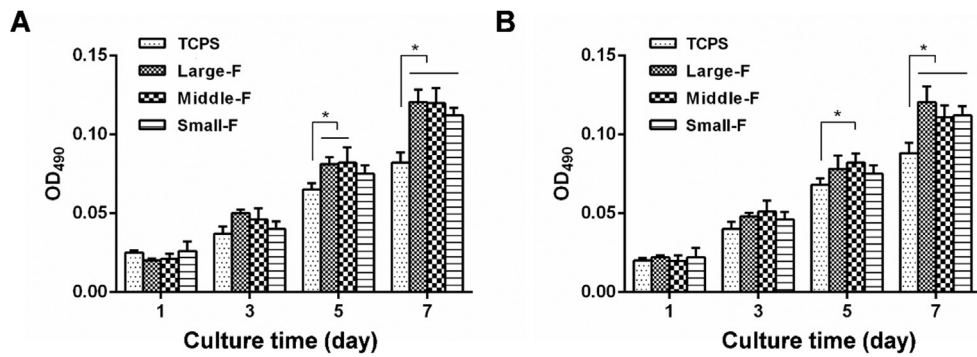 A
TCPS
Large-F
Middle-F
Small-F
0.15
0.10
0.05
0.00
OD490
*
*
1 3 5 7
Culture time (day)
B
TCPS
Large-F
Middle-F
Small-F
0.15
0.10
0.05
0.00
OD490
*
*
1 3 5 7
Culture time (day)